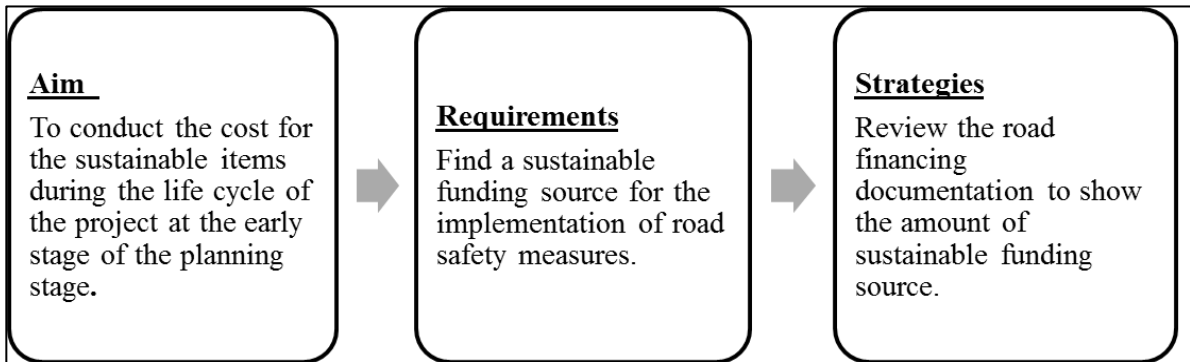 Aim
To conduct the cost for
the sustainable items
during the life cycle of
the project at the early
stage of the planning
stage.
Requirements
Find a sustainable
funding source for the
implementation of road
safety measures.
Strategies
Review the road
financing
documentation to show
the amount of
sustainable funding
source.